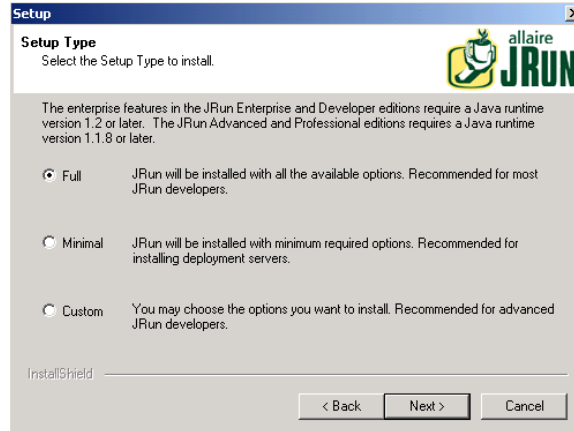 Setup
Setup Type
Select the Setup Type to install.
allaire
JRUN
The enterprise features in the JRun Enterprise and Developer editions require a Java runtime
version 1.2 or later. The JRun Advanced and Professional editions requires a Java runtime
version 1.1.8 or later.
Full
JRun will be installed with all the available options. Recommended for most
JRun developers.
Minimal
JRun will be installed with minimum required options. Recommended for
installing deployment servers.
Custom
You may choose the options you want to install. Recommended for advanced
JRun developers.
InstallShield
< Back
Next >
Cancel